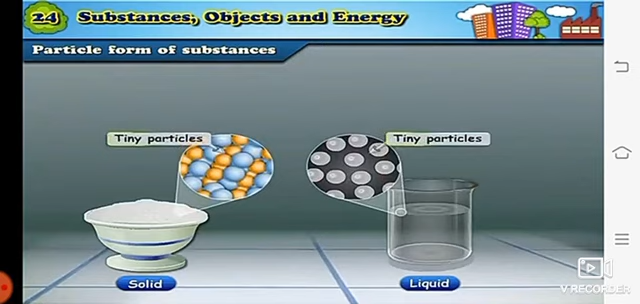 24 Substances, Objects and Energy
Particle form of substances
Tiny particles
Tiny particles
Solid
Liquid
V RECORDER